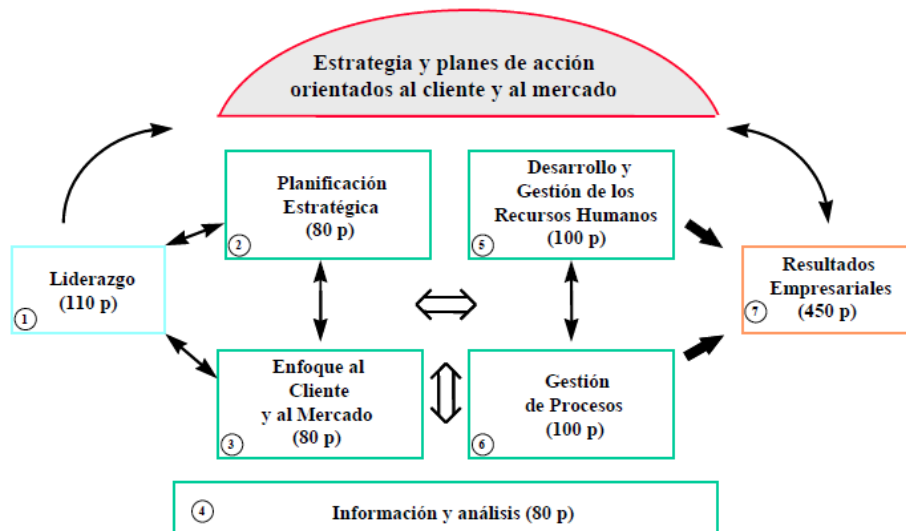 Estrategia y planes de acción
orientados al cliente y al mercado
Planificación
Estratégica
(80 p)
2
Desarrollo y
Gestión de los
Recursos Humanos
(100 p)
5
Liderazgo
(110 p)
1
Resultados
Empresariales
(450 p)
7
Enfoque al
Cliente
y al Mercado
(80 p)
3
Gestión
de Procesos
(100 p)
6
4
Información y análisis (80 p)